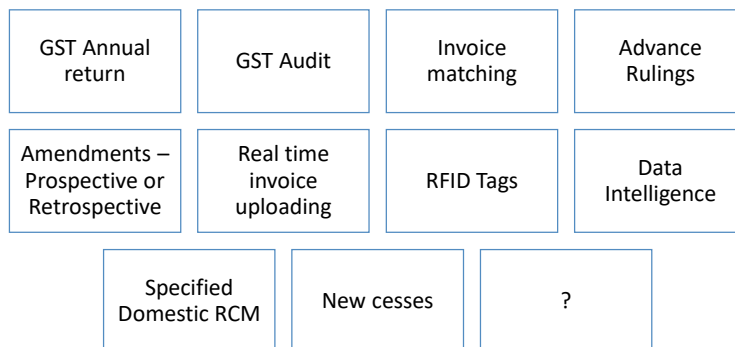 GST Annual
return
GST Audit
Invoice
matching
Advance
Rulings
Amendments –
Prospective or
Retrospective
Real time
invoice
uploading
RFID Tags
Data
Intelligence
Specified
Domestic RCM
New cesses
?